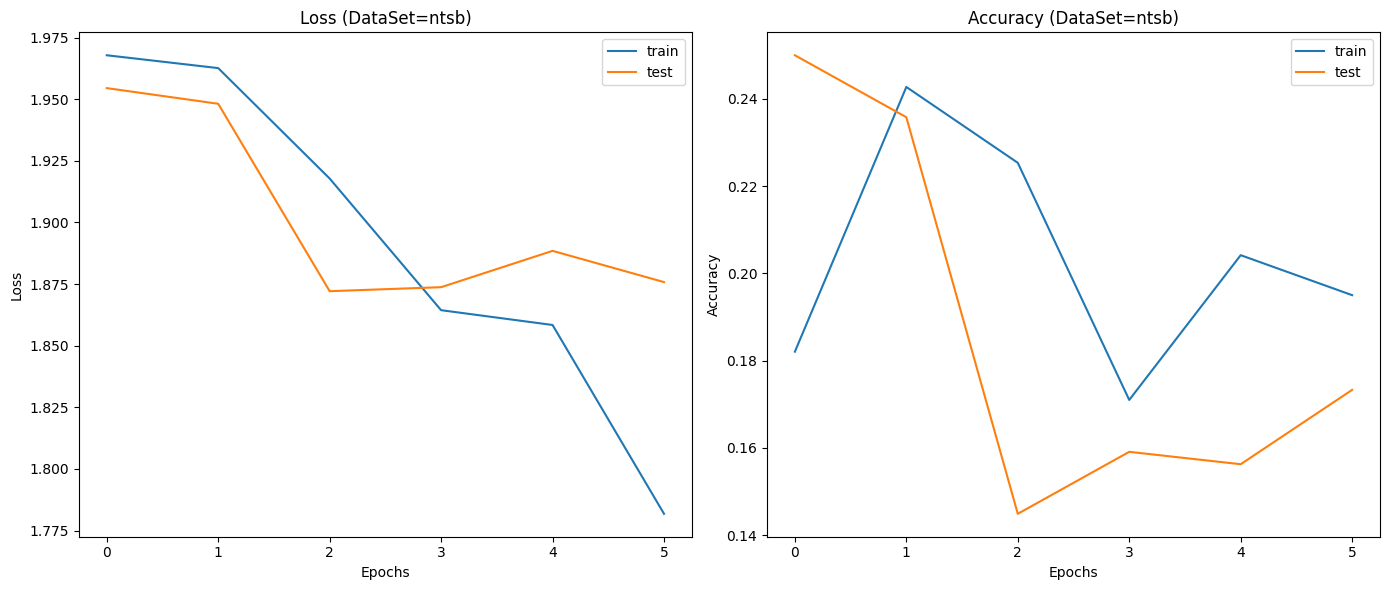 Loss (DataSet=ntsb)
1.975
1.950
1.925
1.900
1.875
1.850
1.825
1.800
1.775
Loss
0 1 2 3 4 5
Epochs
train
test
Accuracy (DataSet=ntsb)
0.24
0.22
0.20
0.18
0.16
0.14
Accuracy
0 1 2 3 4 5
Epochs
train
test